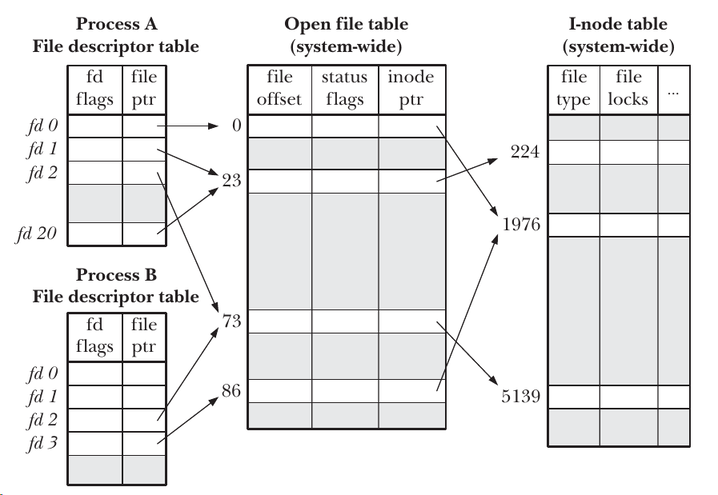 Process A
File descriptor table
fd
flags
file
ptr
fd 0
fd 1
fd 2
fd 20
Process B
File descriptor table
fd
flags
file
ptr
fd 0
fd 1
fd 2
fd 3
Open file table
(system-wide)
file
offset
status
flags
inode
ptr
0
23
73
86
I-node table
(system-wide)
file
type
file
locks
...
224
1976
5139